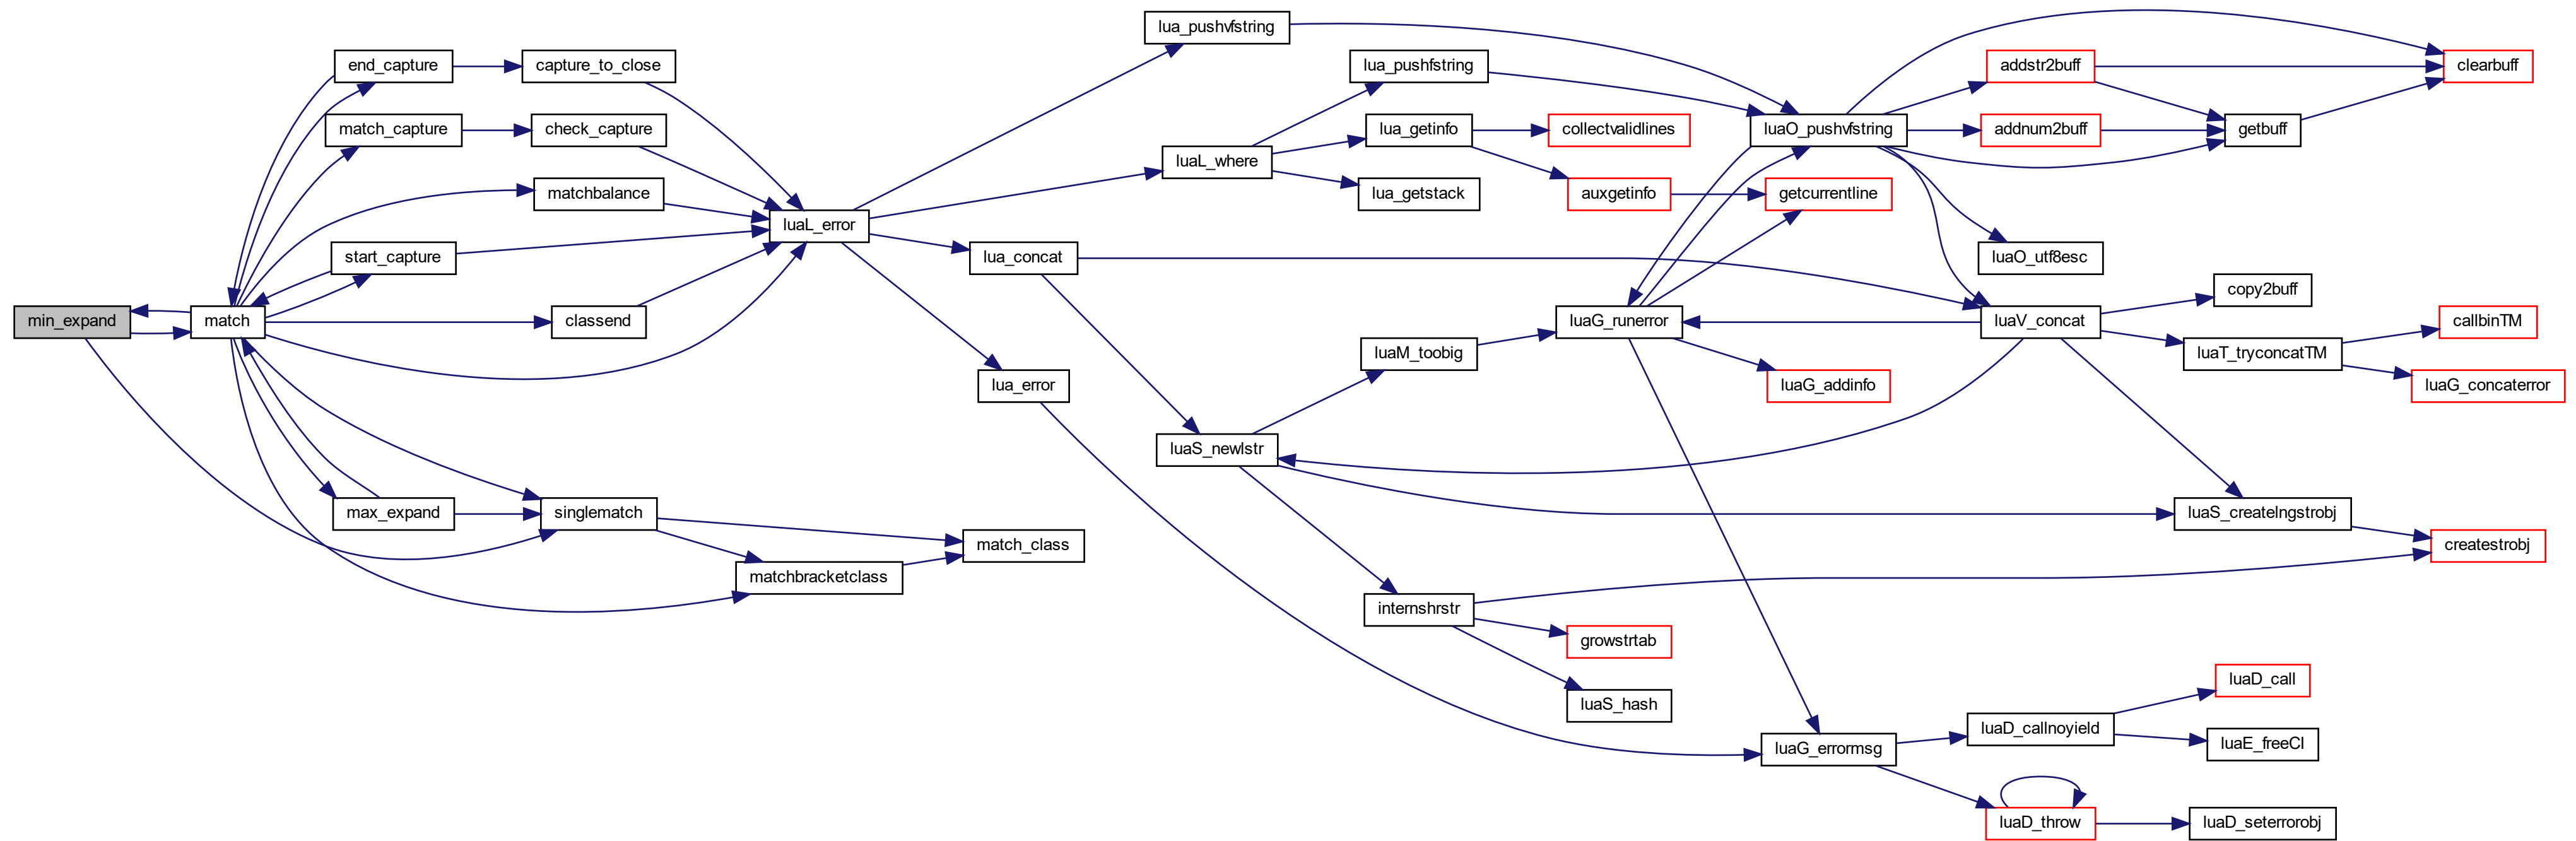 min_expand
match
end_capture
match_capture
matchbalance
start_capture
classend
max_expand
singlematch
matchbracketclass
match_class
capture_to_close
check_capture
luaL_error
lua_pushvfstring
luaL_where
lua_concat
lua_error
lua_pushfstring
lua_getinfo
lua_getstack
collectvalidlines
auxgetinfo
getcurrentline
luaO_pushvfstring
addstr2buff
addnum2buff
getbuff
clearbuff
luaO_utf8esc
luaG_runerror
luaG_addinfo
luaV_concat
copy2buff
luaT_tryconcatTM
callbinTM
luaG_concaterror
luaM_toobig
luaS_newlstr
luaS_createlngstrobj
createstrobj
internshrstr
growstrtab
luaS_hash
luaG_errormsg
luaD_callnoyield
luaD_call
luaE_freeCI
luaD_throw
luaD_seterrorobj